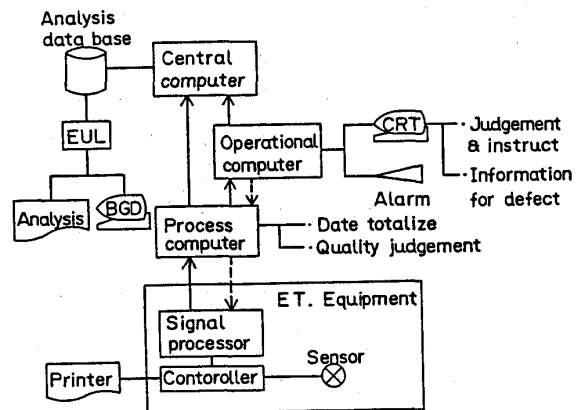 Analysis
data base
Central
computer
EUL
Operational
computer
CRT
· Judgement
& instruct
· Information
for defect
Alarm
Analysis
BGD
Process
computer
· Date totalize
· Quality judgement
E T. Equipment
Signal
processor
Sensor
Printer
Contoroller